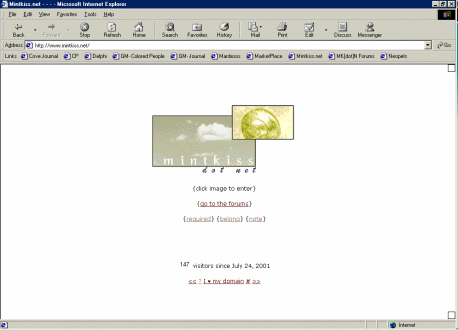 Mintkiss.net - - - - Microsoft Internet Explorer
File Edit View Favorites Tools Help
Back Forward Stop Refresh Home Search Favorites History Mail Print Edit Discuss Messenger
Address http://www.mintkiss.net/ Go
Links Cove Journal CP Delphi GM- Colored People GM- Journal Mardiesss MarketPlace Mintkiss.net MK[dot]N Forums Neopets
mintkiss
dot net
{click image to enter}
{go to the forums}
{required} {belong} {note}
147 visitors since July 24, 2001
<< ? I ♥ my domain # >>
Internet